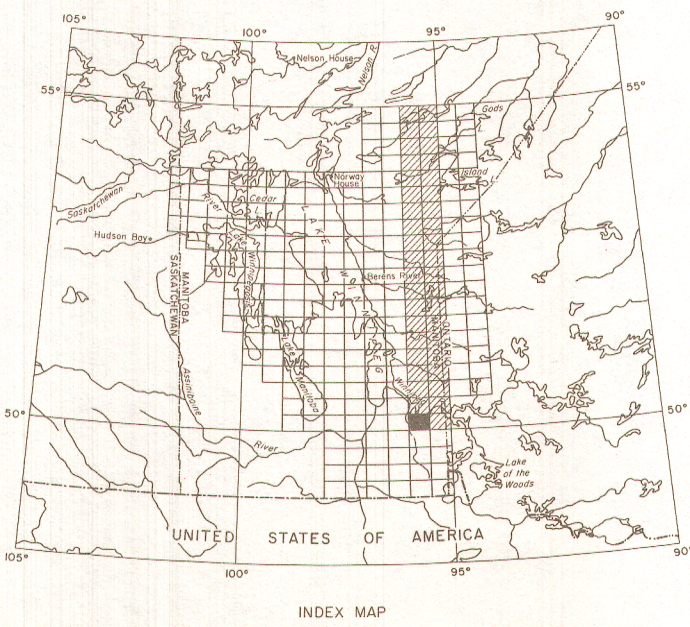 105°
100°
95°
90°
Nelson House
Nelson R
55°
55°
Gods
L.
Island
L
Norway
House
Saskatchewan
River
Cedar
L
LAKE
WINNIPEG
Hudson Bay
Winnipegosis
Berens River
MANITOBA
SASKATCHEWAN
ONTARIO
MANITOBA
Lake
Manitoba
Assiniboine
River
50°
50°
Lake
of the
Woods
UNITED STATES OF AMERICA
105°
100°
95°
90°
INDEX MAP